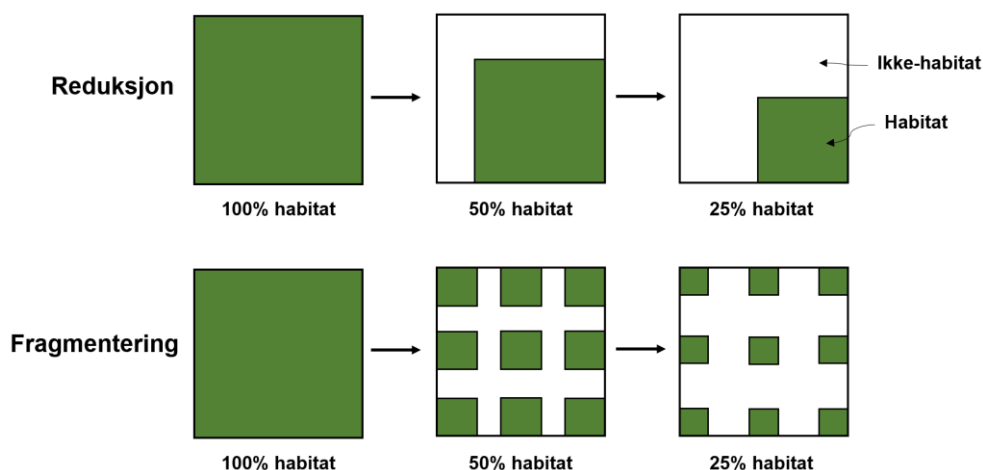 Reduksjon
Ikke-habitat
Habitat
100% habitat
50% habitat
25% habitat
Fragmentering
100% habitat
50% habitat
25% habitat